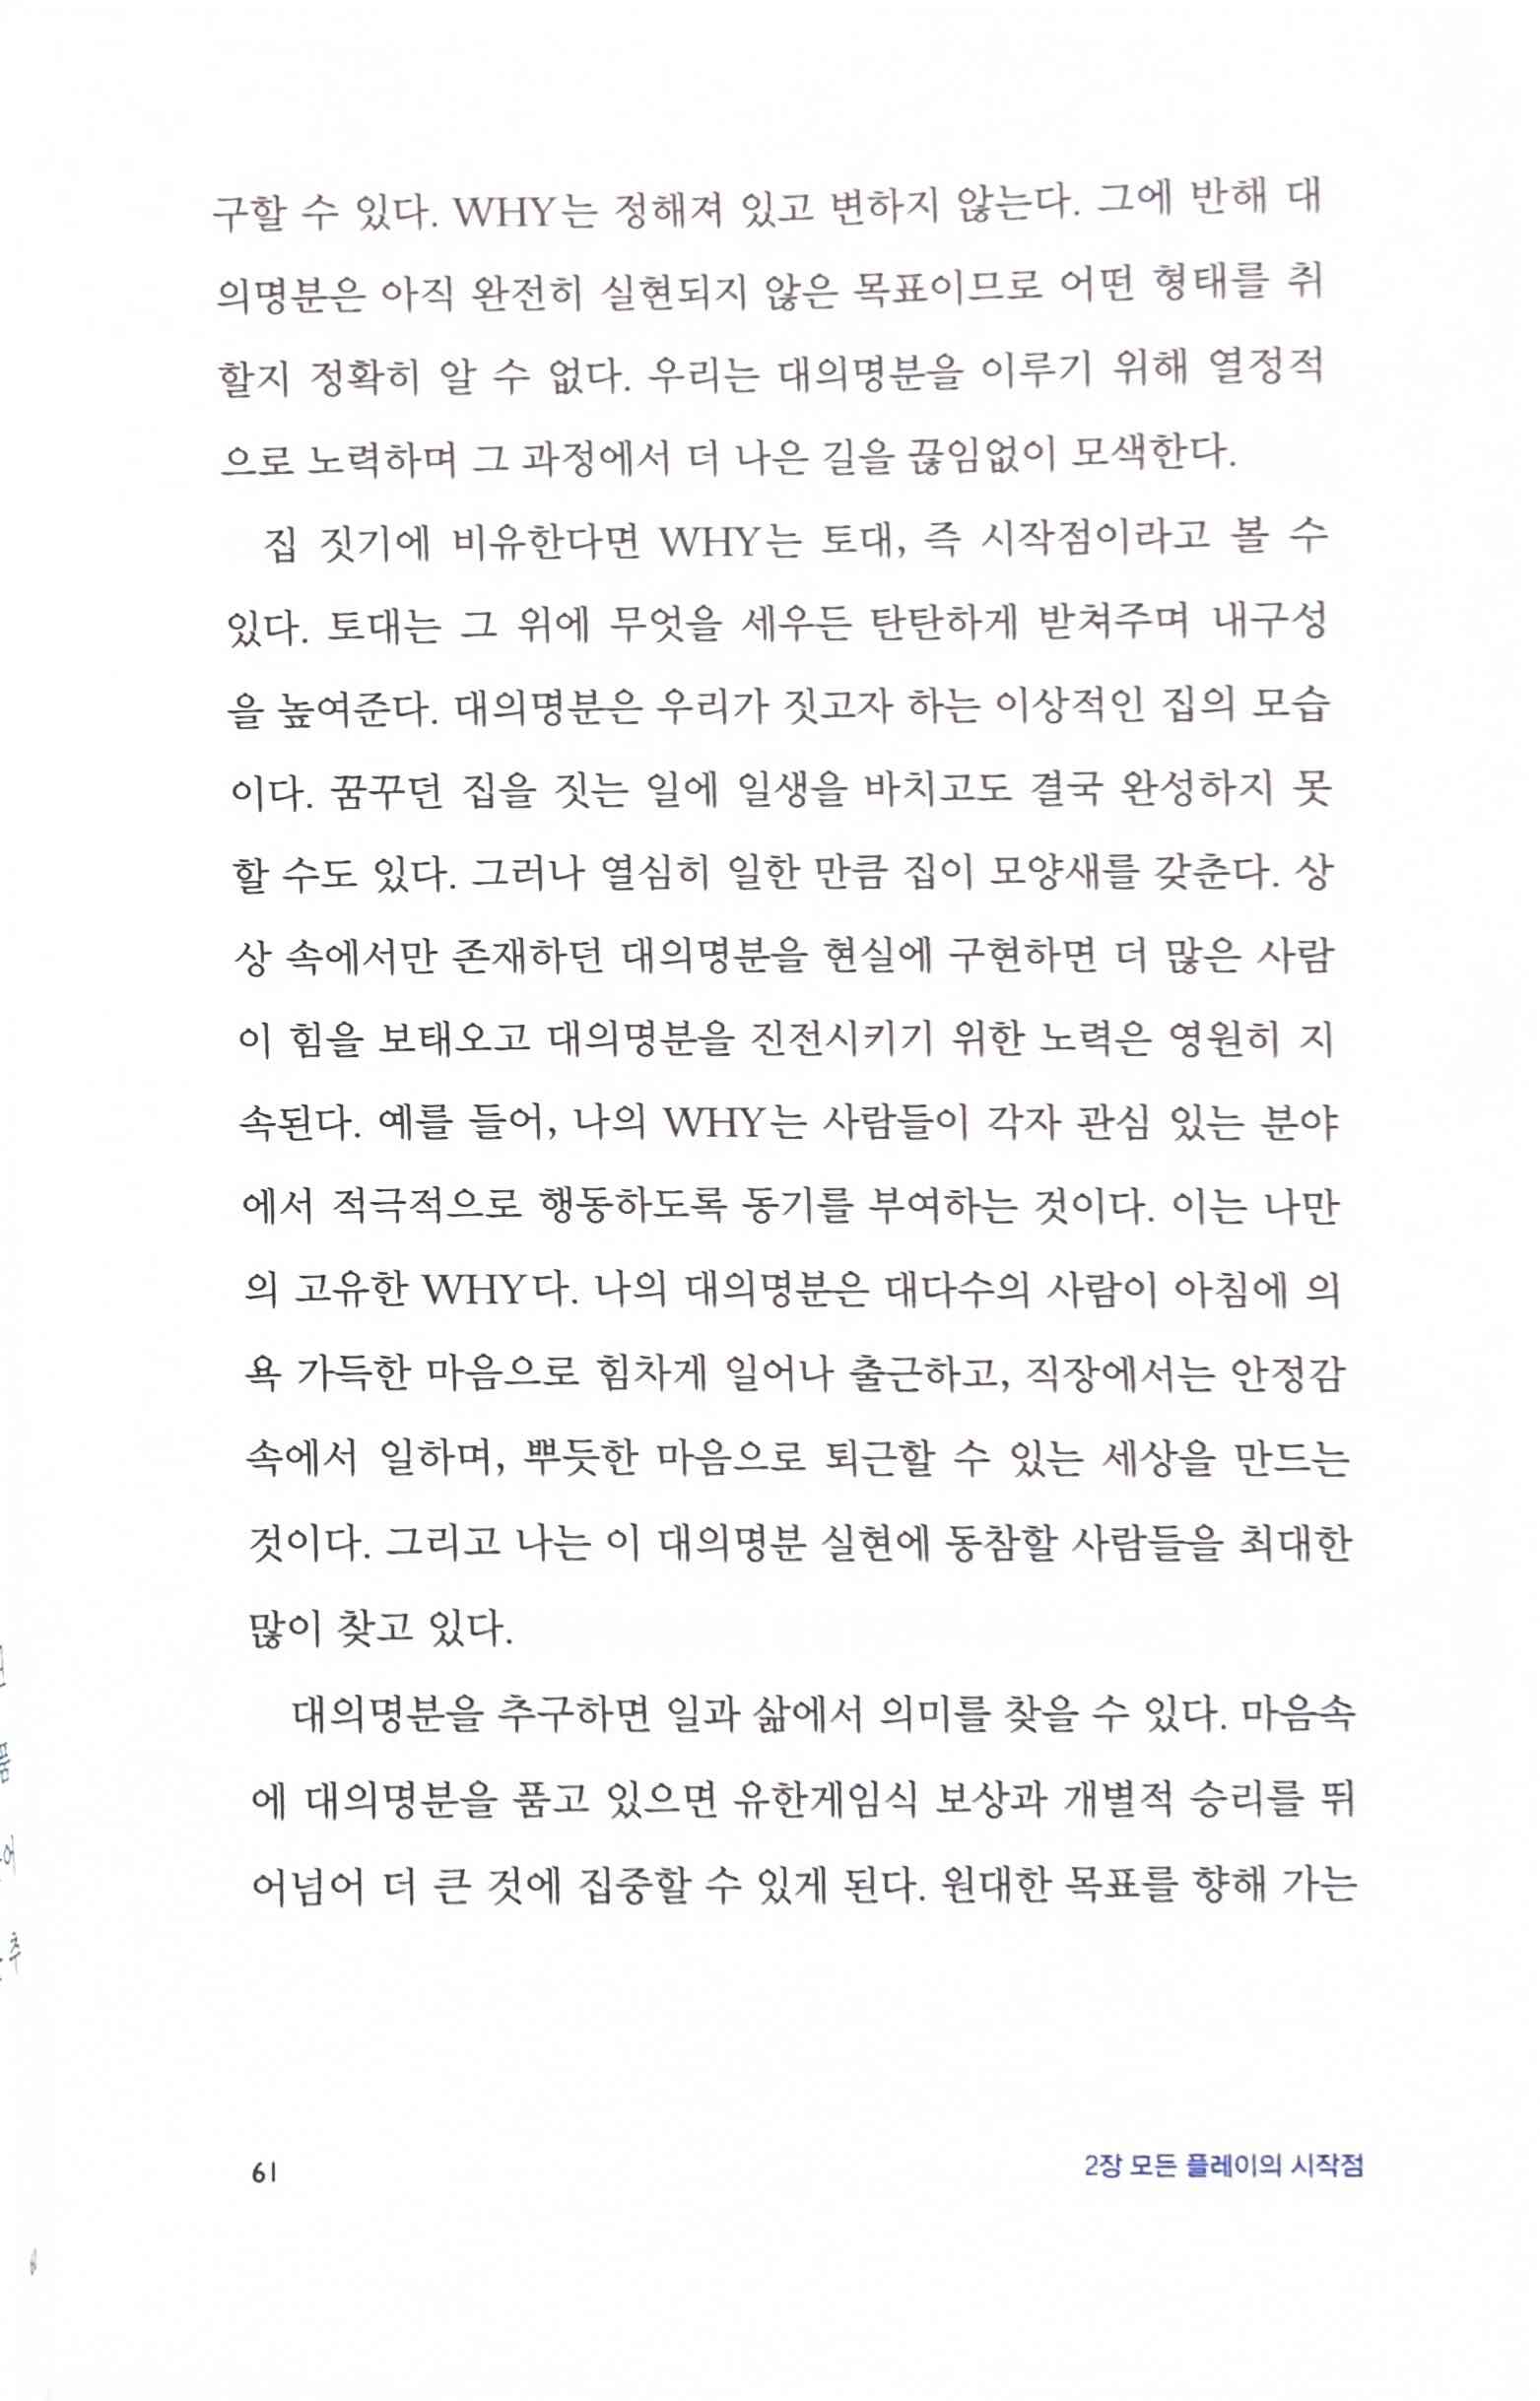 구할 수 있다. WHY는 정해져 있고 변하지 않는다. 그에 반해 대
의명분은 아직 완전히 실현되지 않은 목표이므로 어떤 형태를 취
할지 정확히 알 수 없다. 우리는 대의명분을 이루기 위해 열정적
으로 노력하며 그 과정에서 더 나은 길을 끊임없이 모색한다.
집 짓기에 비유한다면 WHY는 토대, 즉 시작점이라고 볼 수
있다. 토대는 그 위에 무엇을 세우든 탄탄하게 받쳐주며 내구성
을 높여준다. 대의명분은 우리가 짓고자 하는 이상적인 집의 모습
이다. 꿈꾸던 집을 짓는 일에 일생을 바치고도 결국 완성하지 못
할 수도 있다. 그러나 열심히 일한 만큼 집이 모양새를 갖춘다. 상
상 속에서만 존재하던 대의명분을 현실에 구현하면 더 많은 사람
이 힘을 보태오고 대의명분을 진전시키기 위한 노력은 영원히 지
속된다. 예를 들어, 나의 WHY는 사람들이 각자 관심 있는 분야
에서 적극적으로 행동하도록 동기를 부여하는 것이다. 이는 나만
의 고유한 WHY다. 나의 대의명분은 대다수의 사람이 아침에 의
욕 가득한 마음으로 힘차게 일어나 출근하고, 직장에서는 안정감
속에서 일하며, 뿌듯한 마음으로 퇴근할 수 있는 세상을 만드는
것이다. 그리고 나는 이 대의명분 실현에 동참할 사람들을 최대한
많이 찾고 있다.
대의명분을 추구하면 일과 삶에서 의미를 찾을 수 있다. 마음속
에 대의명분을 품고 있으면 유한게임식 보상과 개별적 승리를 뛰
어넘어 더 큰 것에 집중할 수 있게 된다. 원대한 목표를 향해 가는
61
2장 모든 플레이의 시작점